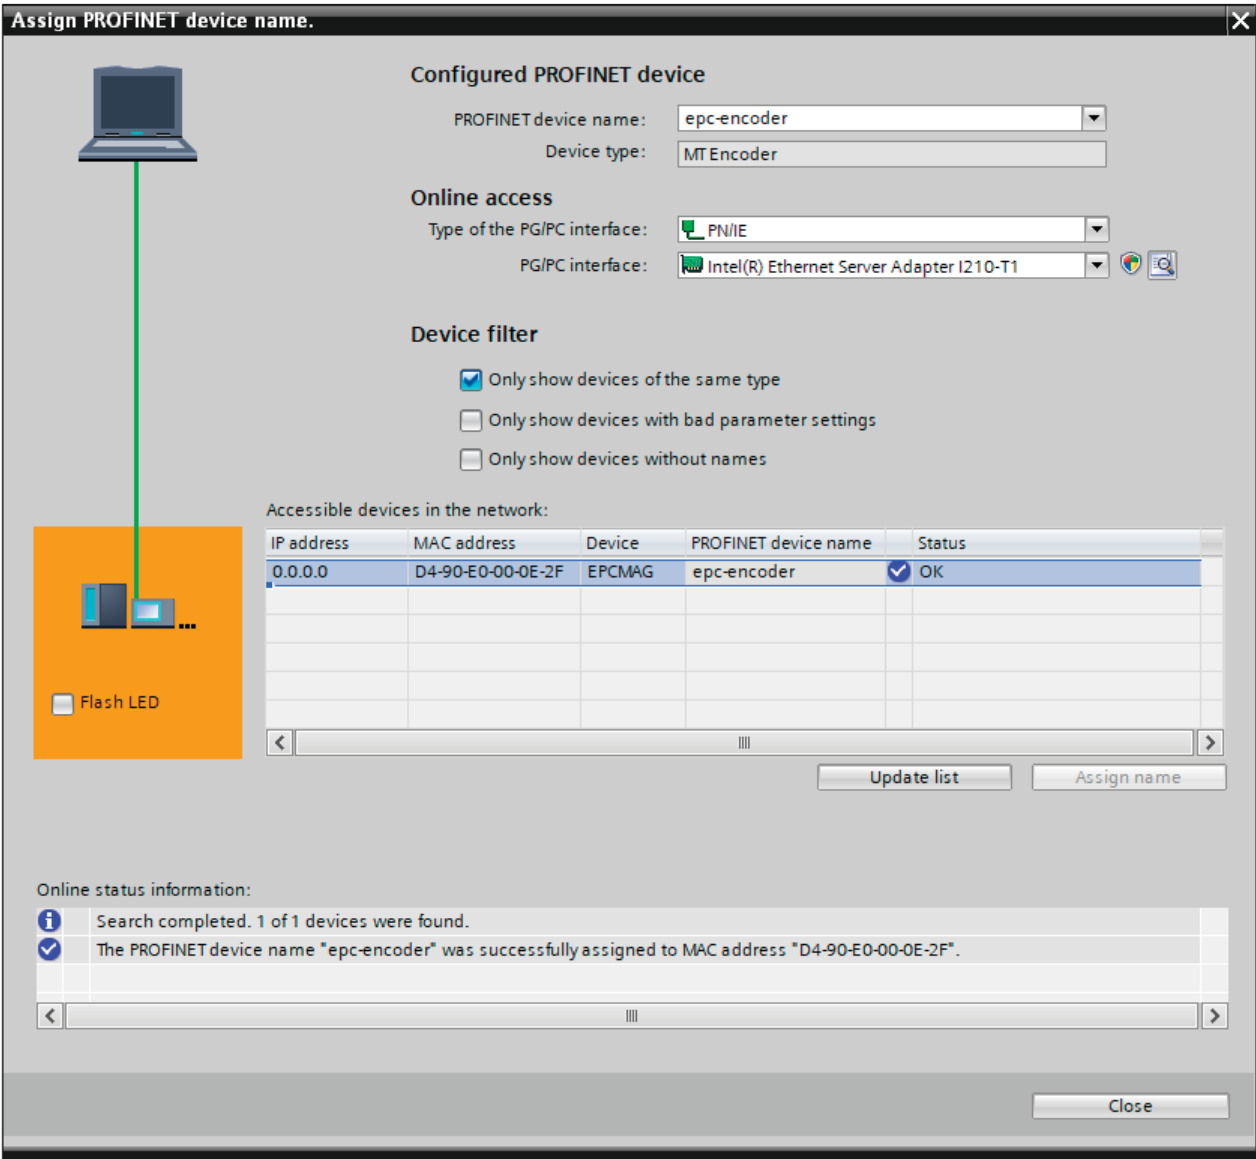 Assign PROFINET device name.
Configured PROFINET device
PROFINET device name: epc-encoder
Device type: MT Encoder
Online access
Type of the PG/PC interface: PN/IE
PG/PC interface: Intel(R) Ethernet Server Adapter I210-T1
Device filter
Only show devices of the same type
Only show devices with bad parameter settings
Only show devices without names
Accessible devices in the network:
IP address MAC address Device PROFINET device name Status
0.0.0.0 D4-90-E0-00-0E-2F EPCMAG epc-encoder OK
Flash LED
Update list Assign name
Online status information:
Search completed. 1 of 1 devices were found.
The PROFINET device name "epc-encoder" was successfully assigned to MAC address "D4-90-E0-00-0E-2F".
Close